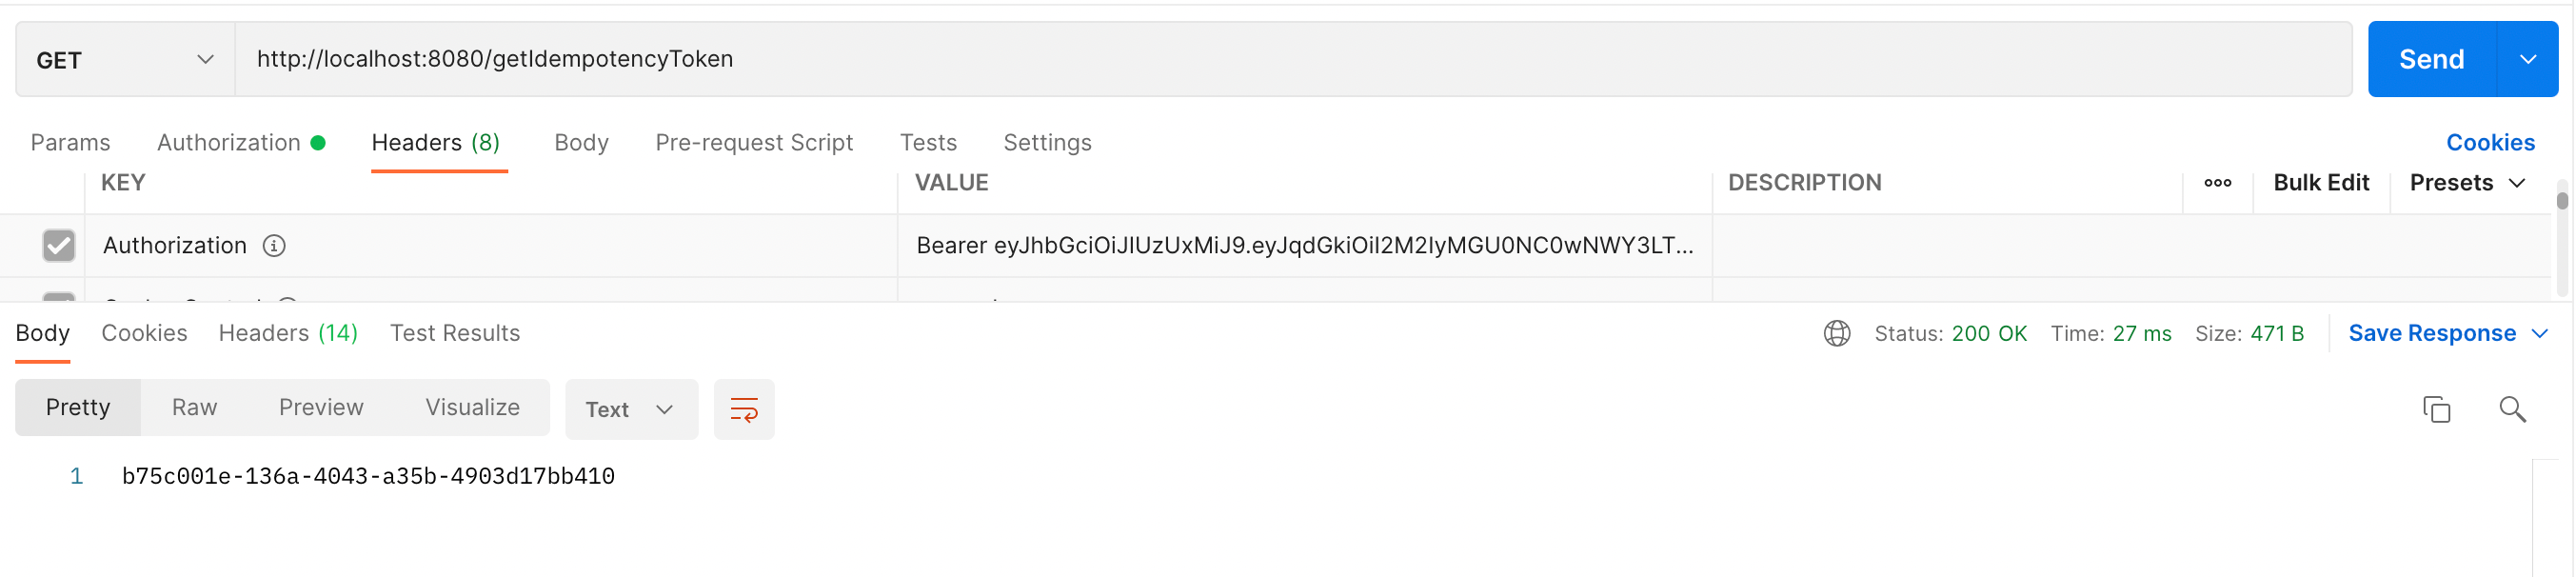 GET http://localhost:8080/getIdempotencyToken Send
Params Authorization Headers (8) Body Pre-request Script Tests Settings Cookies
KEY VALUE DESCRIPTION ooo Bulk Edit Presets
Authorization Bearer eyJhbGciOiJIUzUxMiJ9.eyJqdGkiOiI2M2IyMGU0NC0wNWY3LT...
Body Cookies Headers (14) Test Results Status: 200 OK Time: 27 ms Size: 471 B Save Response
Pretty Raw Preview Visualize Text
1 b75c001e-136a-4043-a35b-4903d17bb410